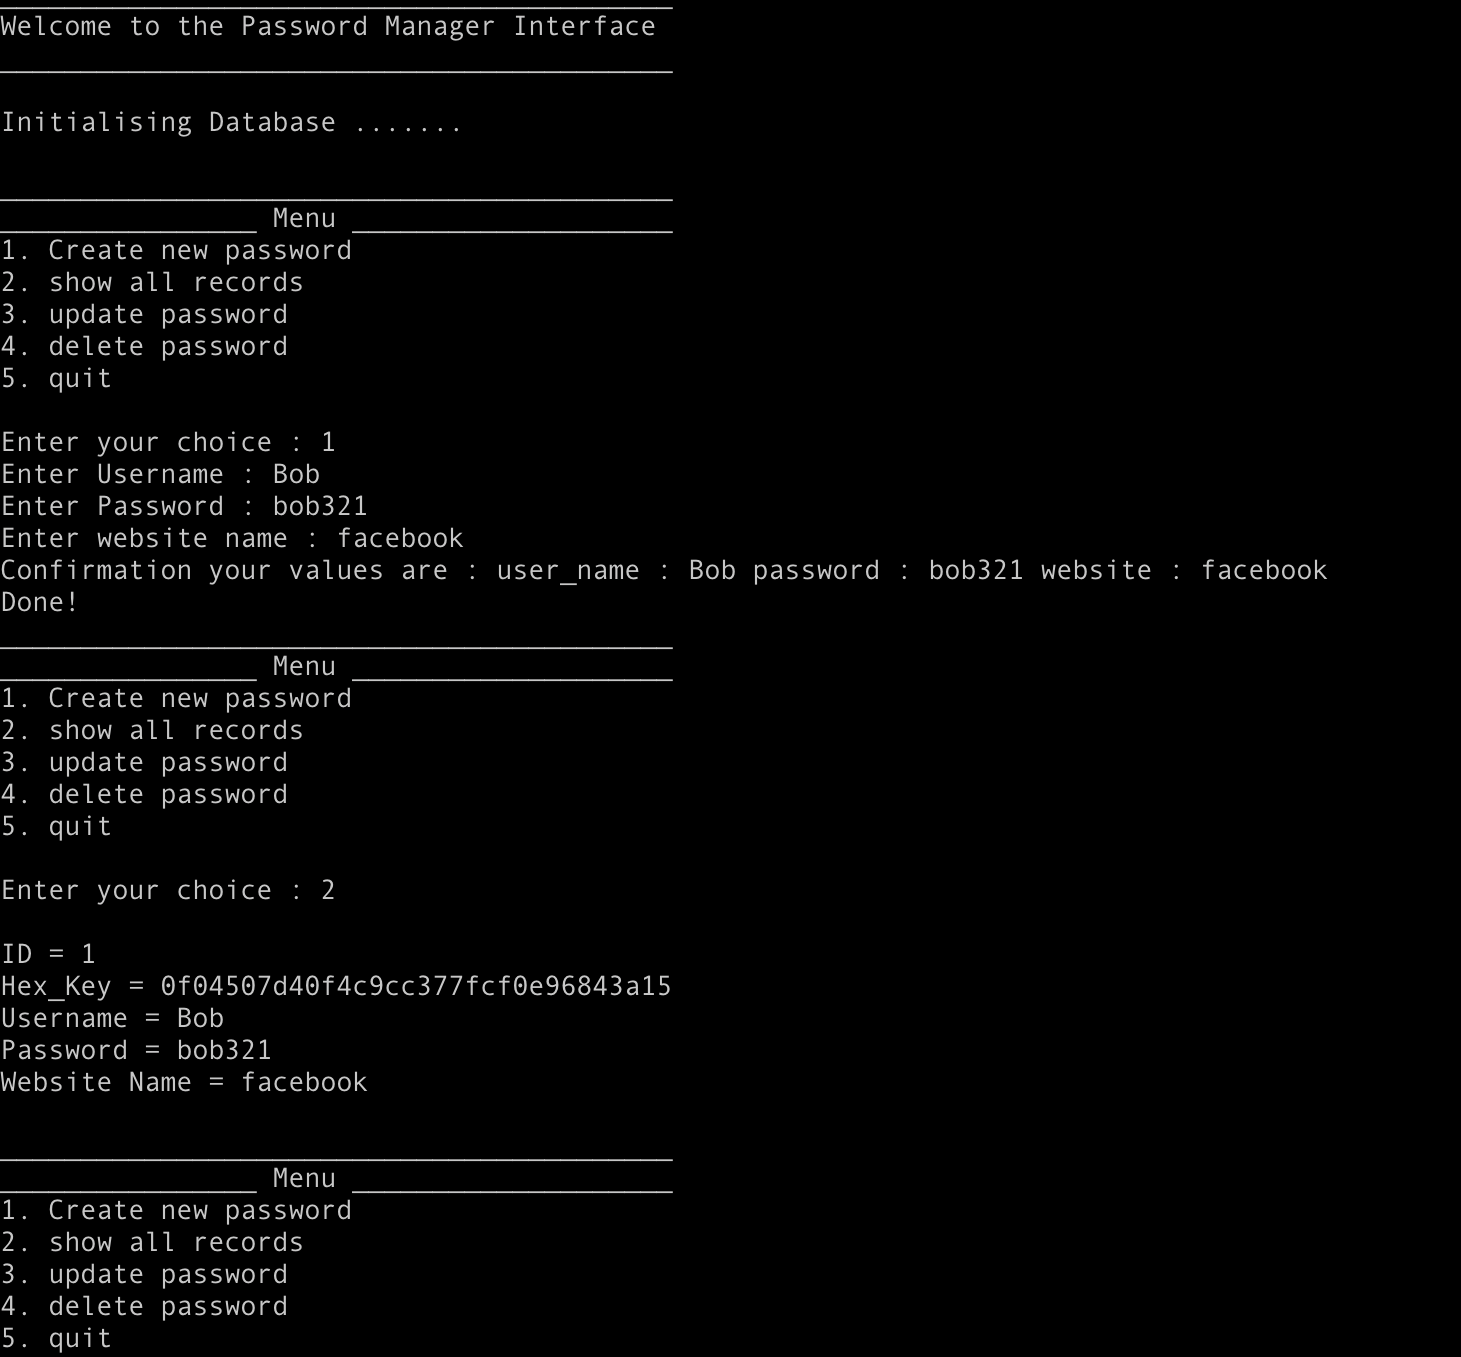 Welcome to the Password Manager Interface
Initialising Database .......
________________ Menu ____________________
1. Create new password
2. show all records
3. update password
4. delete password
5. quit
Enter your choice : 1
Enter Username : Bob
Enter Password : bob321
Enter website name : facebook
Confirmation your values are : user_name : Bob password : bob321 website : facebook
Done!
________________ Menu ____________________
1. Create new password
2. show all records
3. update password
4. delete password
5. quit
Enter your choice : 2
ID = 1
Hex_Key = 0f04507d40f4c9cc377fcf0e96843a15
Username = Bob
Password = bob321
Website Name = facebook
________________ Menu ____________________
1. Create new password
2. show all records
3. update password
4. delete password
5. quit